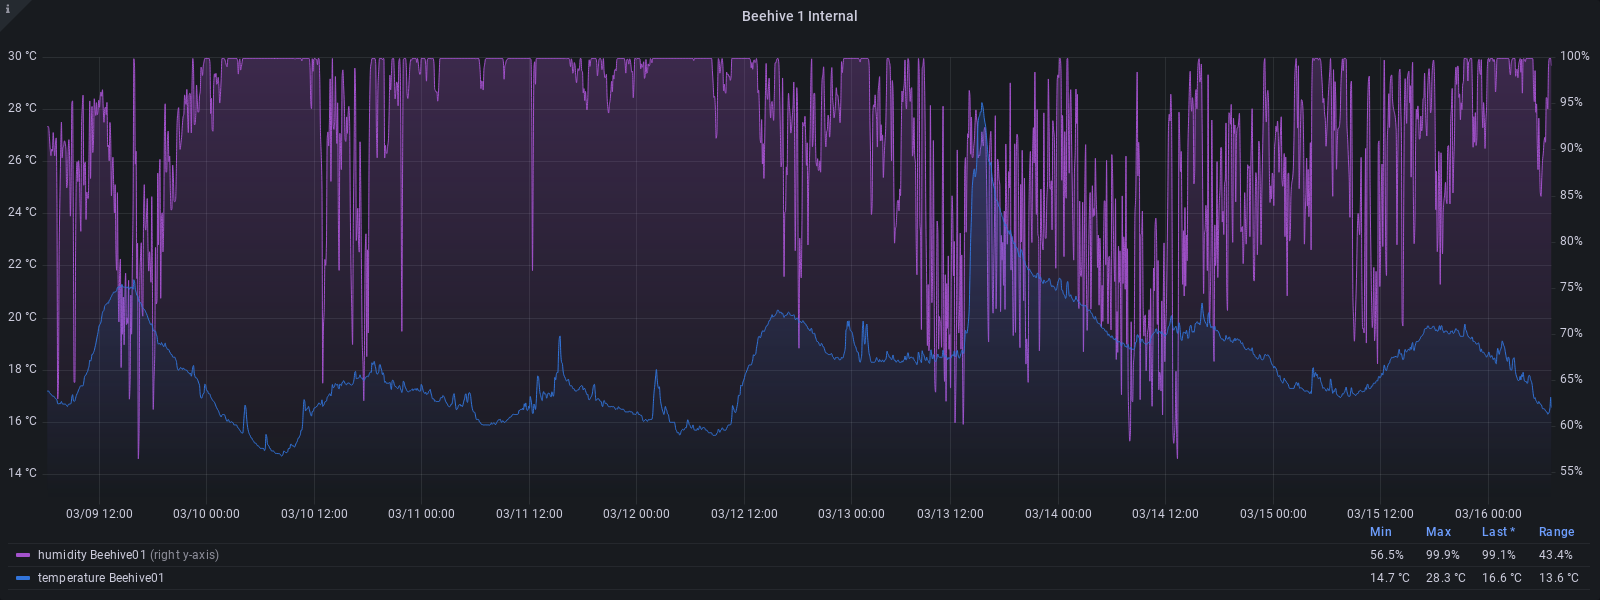 i
Beehive 1 Internal
30 °C
28 °C
26 °C
24 °C
22 °C
20 °C
18 °C
16 °C
14 °C
100%
95%
90%
85%
80%
75%
70%
65%
60%
55%
03/09 12:00 03/10 00:00 03/10 12:00 03/11 00:00 03/11 12:00 03/12 00:00 03/12 12:00 03/13 00:00 03/13 12:00 03/14 00:00 03/14 12:00 03/15 00:00 03/15 12:00 03/16 00:00
Min Max Last * Range
humidity Beehive01 (right y-axis) 56.5% 99.9% 99.1% 43.4%
temperature Beehive01 14.7 °C 28.3 °C 16.6 °C 13.6 °C